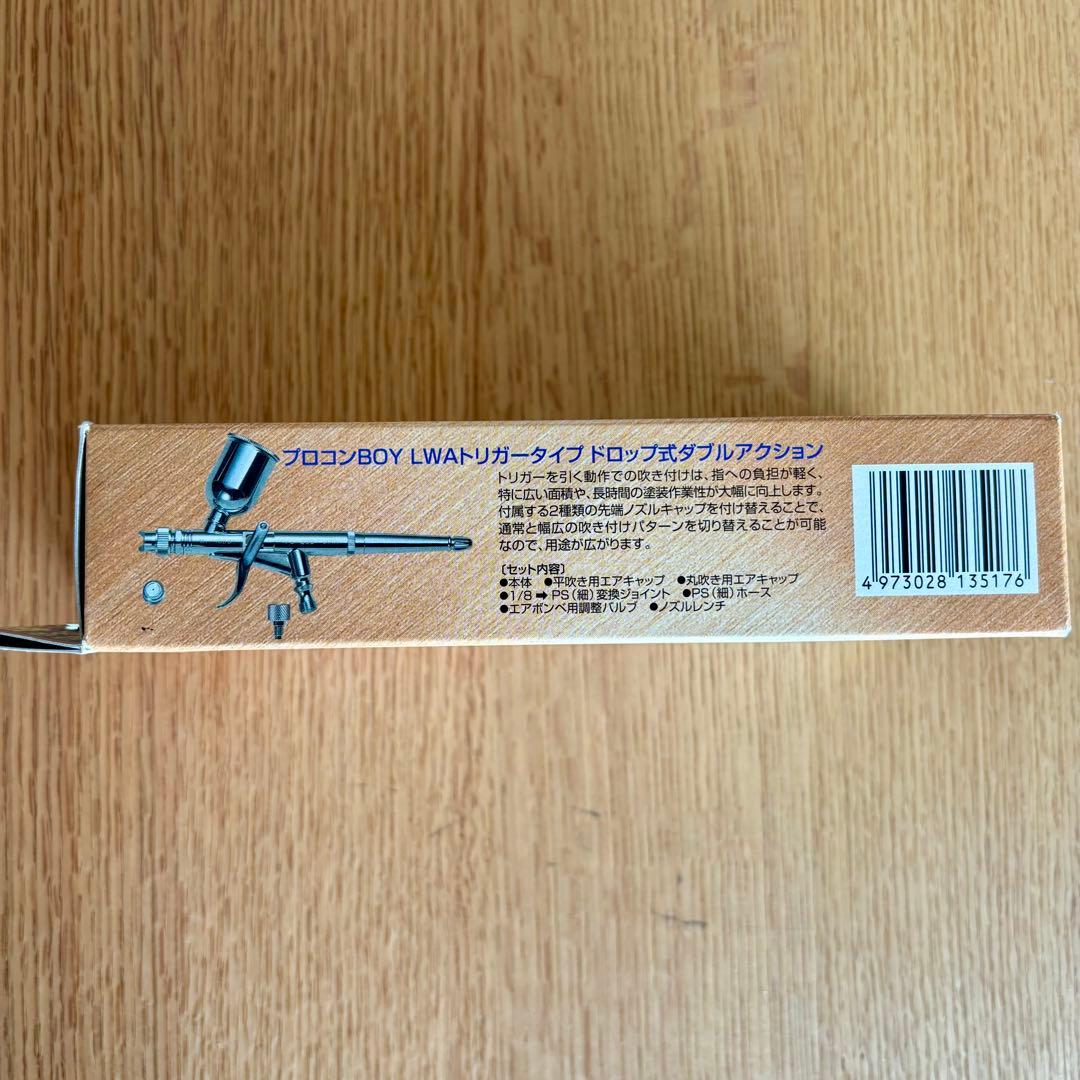 プロコンBOY LWAトリガータイプ ドロップ式ダブルアクション
トリガーを引く動作での吹き付けは、指への負担が軽く、
特に広い面積や、長時間の塗装作業性が大幅に向上します。
付属する2種類の先端ノズルキャップを付け替えることで、
通常と幅広の吹き付けパターンを切り替えることが可能
なので、用途が広がります。
〔セット内容〕
●本体 ●平吹き用エアキャップ ●丸吹き用エアキャップ
●1/8➡PS(細)変換ジョイント ●PS(細)ホース
●エアボンベ用調整バルブ ●ノズルレンチ
4 973028 135176